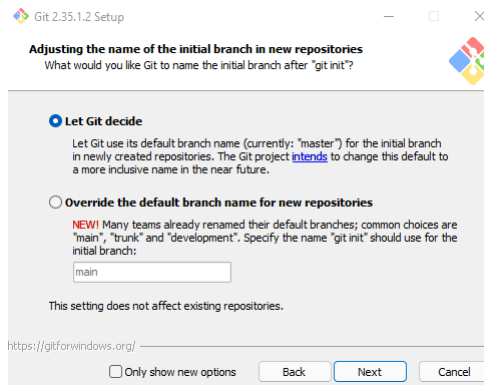 Git 2.35.1.2 Setup
Adjusting the name of the initial branch in new repositories
What would you like Git to name the initial branch after "git init"?
Let Git decide
Let Git use its default branch name (currently: "master") for the initial branch
in newly created repositories. The Git project intends to change this default to
a more inclusive name in the near future.
Override the default branch name for new repositories
NEW! Many teams already renamed their default branches; common choices are
"main", "trunk" and "development". Specify the name "git init" should use for the
initial branch:
main
This setting does not affect existing repositories.
https://gitforwindows.org/
Only show new options
Back
Next
Cancel